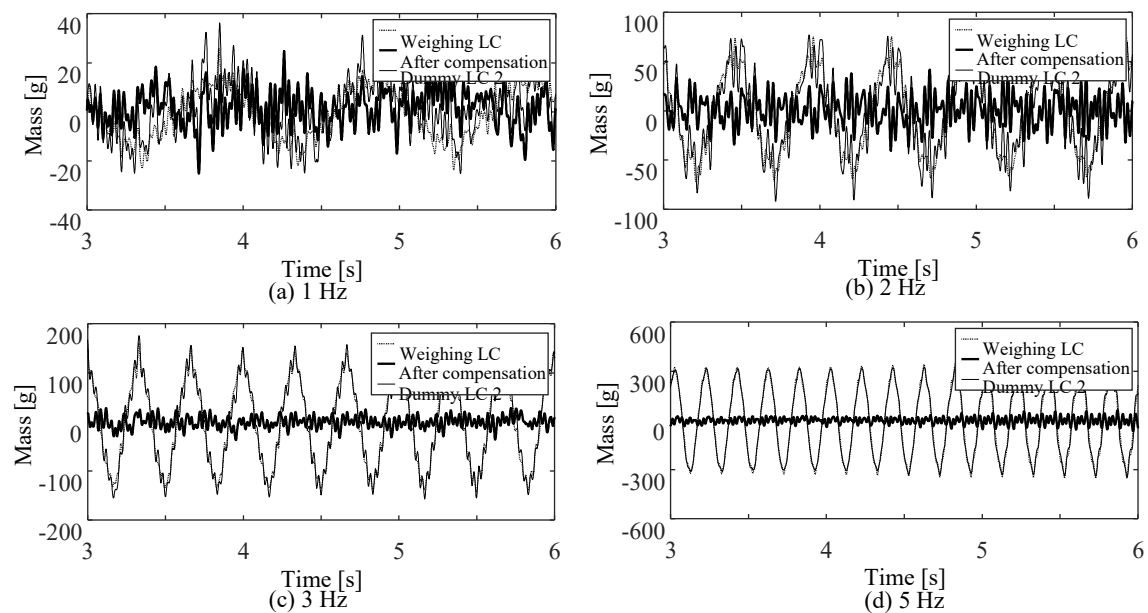 40
20
0
-20
-40
Mass [g]
Weighing LC
After compensation
Dummy LC 2
3
4
5
6
Time [s]
(a) 1 Hz
100
50
0
-50
-100
Mass [g]
Weighing LC
After compensation
Dummy LC 2
3
4
5
6
Time [s]
(b) 2 Hz
200
100
0
-100
-200
Mass [g]
Weighing LC
After compensation
Dummy LC 2
3
4
5
6
Time [s]
(c) 3 Hz
600
300
0
-300
-600
Mass [g]
Weighing LC
After compensation
Dummy LC 2
3
4
5
6
Time [s]
(d) 5 Hz